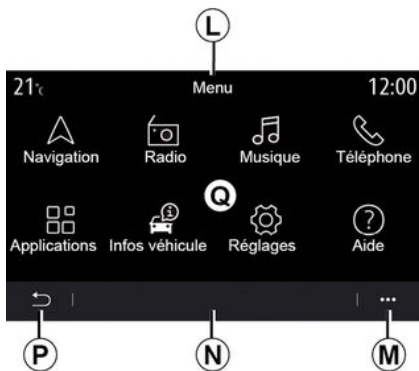 L
21°c Menu 12:00
Navigation Radio Musique Téléphone
Q
Applications Infos véhicule Réglages Aide
P N M